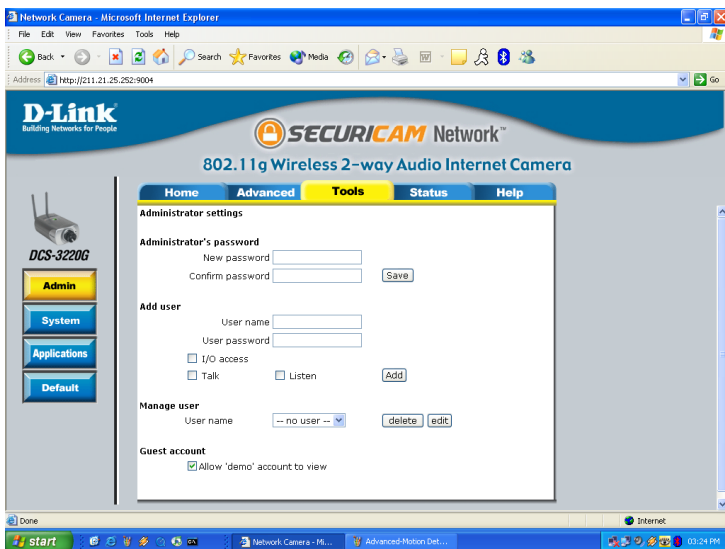 Network Camera - Microsoft Internet Explorer
File Edit View Favorites Tools Help
Back Search Favorites Media
Address http://211.21.25.252:9004 Go
D-Link
Building Networks for People
SECURICAM Network™
802.11g Wireless 2-way Audio Internet Camera
Home Advanced Tools Status Help
DCS-3220G
Admin
System
Applications
Default
Administrator settings
Administrator's password
New password
Confirm password Save
Add user
User name
User password
I/O access
Talk Listen Add
Manage user
User name -- no user -- delete edit
Guest account
Allow 'demo' account to view
Done Internet
start Network Camera - Mi... Advanced-Motion Det... 03:24 PM